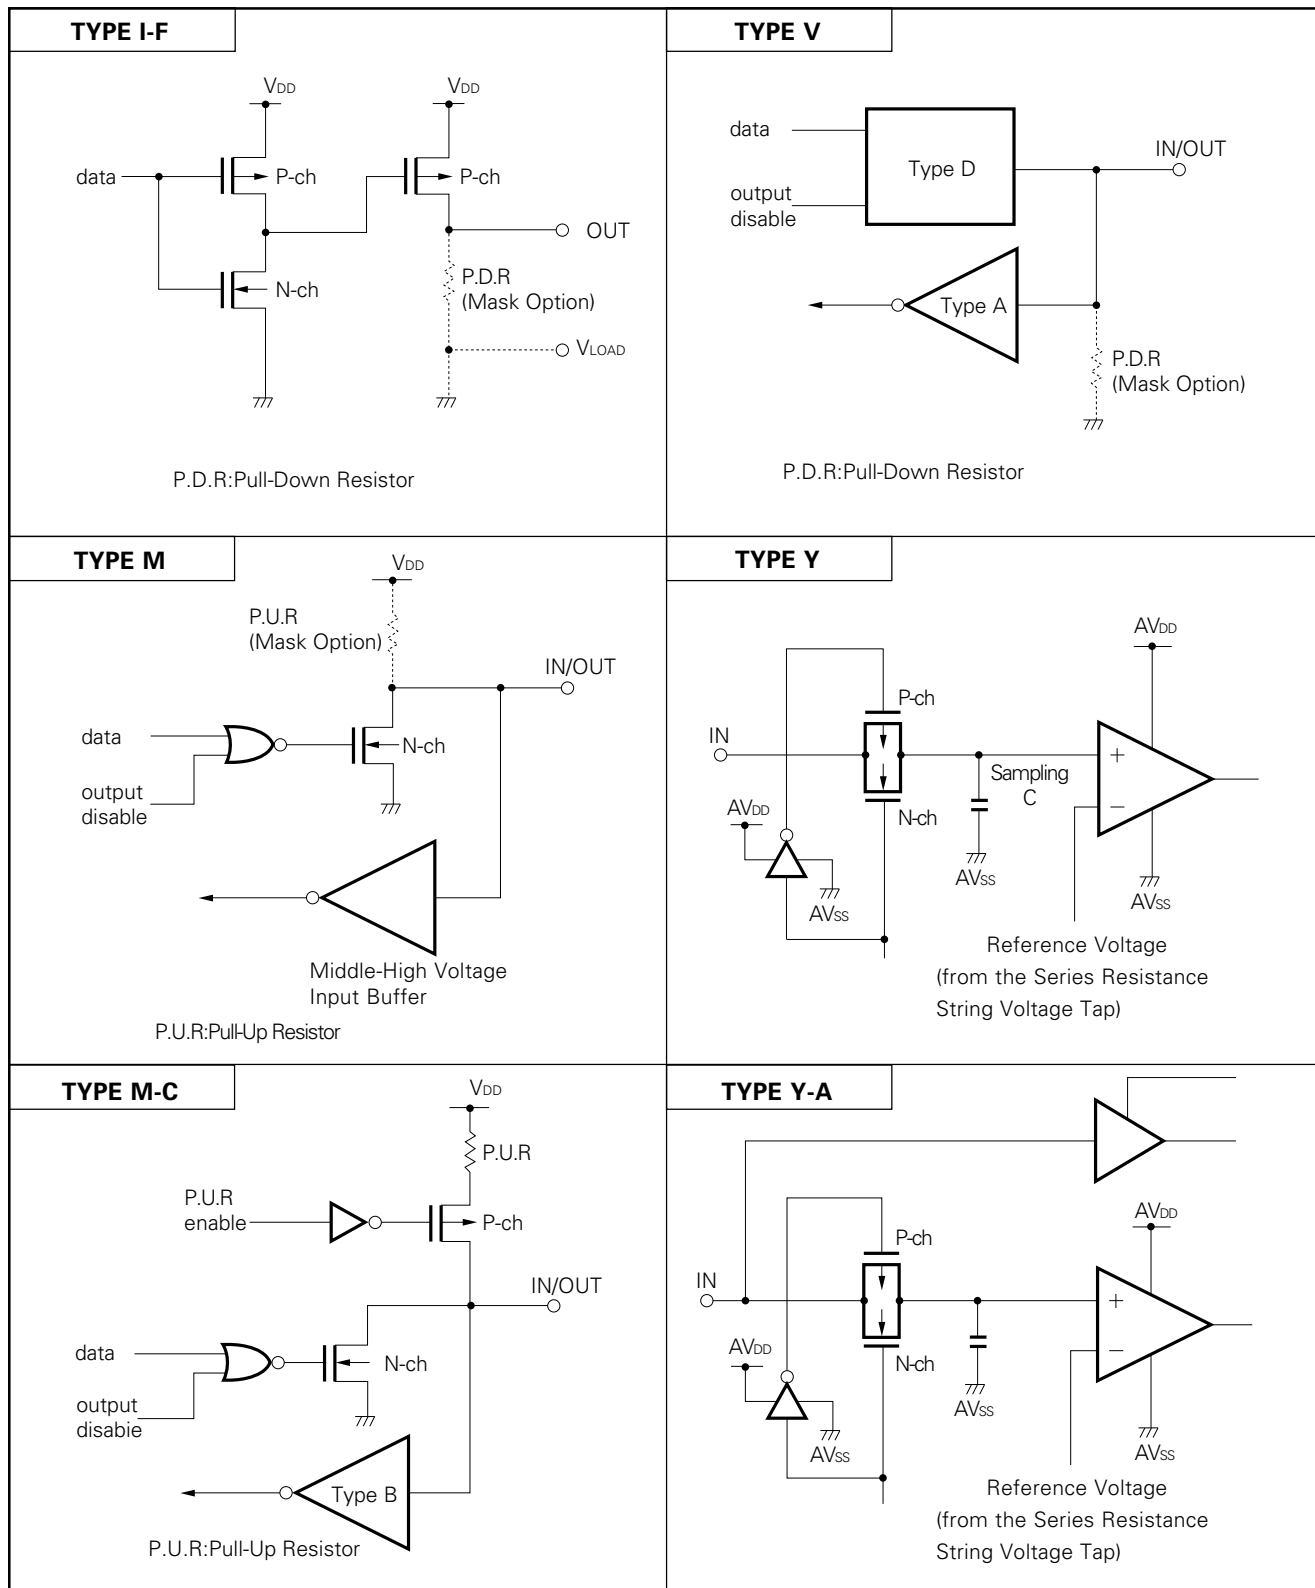 TYPE I-F
VDD
VDD
data
P-ch
P-ch
OUT
N-ch
P.D.R
(Mask Option)
VLOAD
P.D.R:Pull-Down Resistor
TYPE V
data
Type D
IN/OUT
output
disable
Type A
P.D.R
(Mask Option)
P.D.R:Pull-Down Resistor
TYPE M
VDD
P.U.R
(Mask Option)
IN/OUT
data
N-ch
output
disable
Middle-High Voltage
Input Buffer
P.U.R:Pull-Up Resistor
TYPE Y
AVDD
P-ch
IN
+
Sampling
C
−
AVDD
N-ch
AVSS
AVSS
AVSS
Reference Voltage
(from the Series Resistance
String Voltage Tap)
TYPE M-C
VDD
P.U.R
P.U.R
enable
P-ch
IN/OUT
data
N-ch
output
disabie
Type B
P.U.R:Pull-Up Resistor
TYPE Y-A
AVDD
P-ch
IN
+
−
AVDD
N-ch
AVSS
AVSS
AVSS
Reference Voltage
(from the Series Resistance
String Voltage Tap)